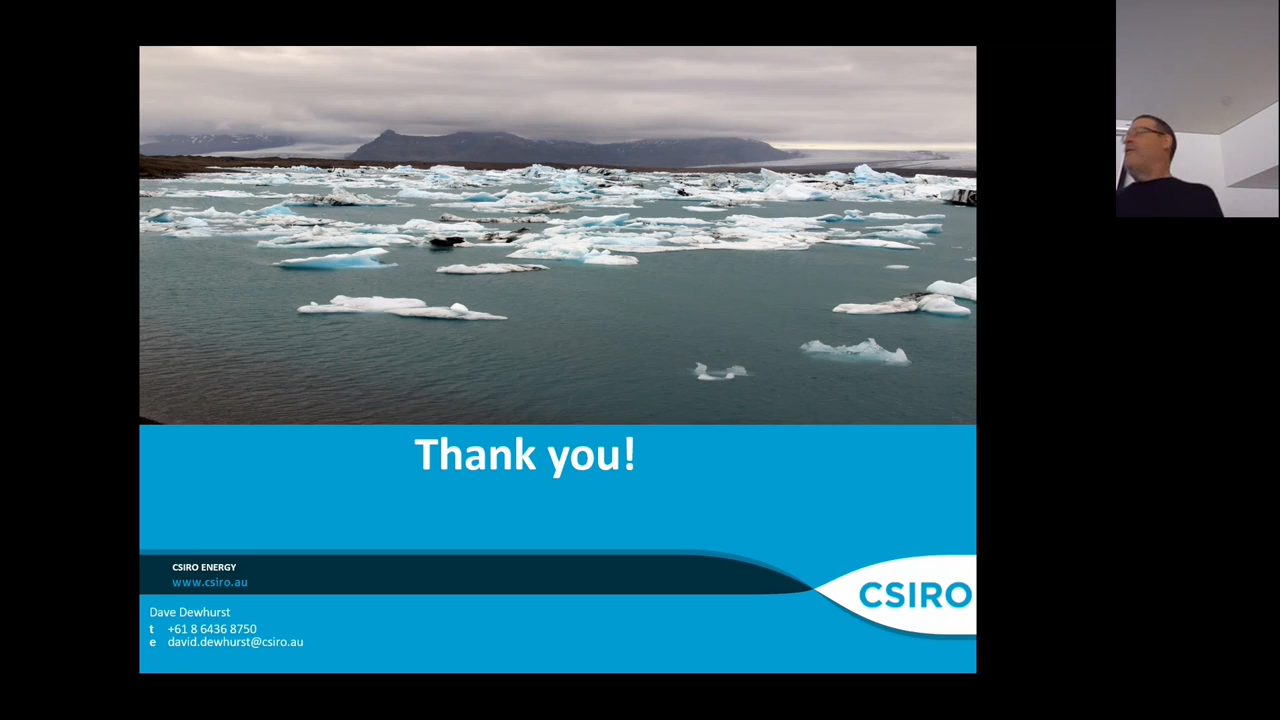 Thank you!
CSIRO ENERGY
www.csiro.au
CSIRO
Dave Dewhurst
t +61 8 6436 8750
e david.dewhurst@csiro.au